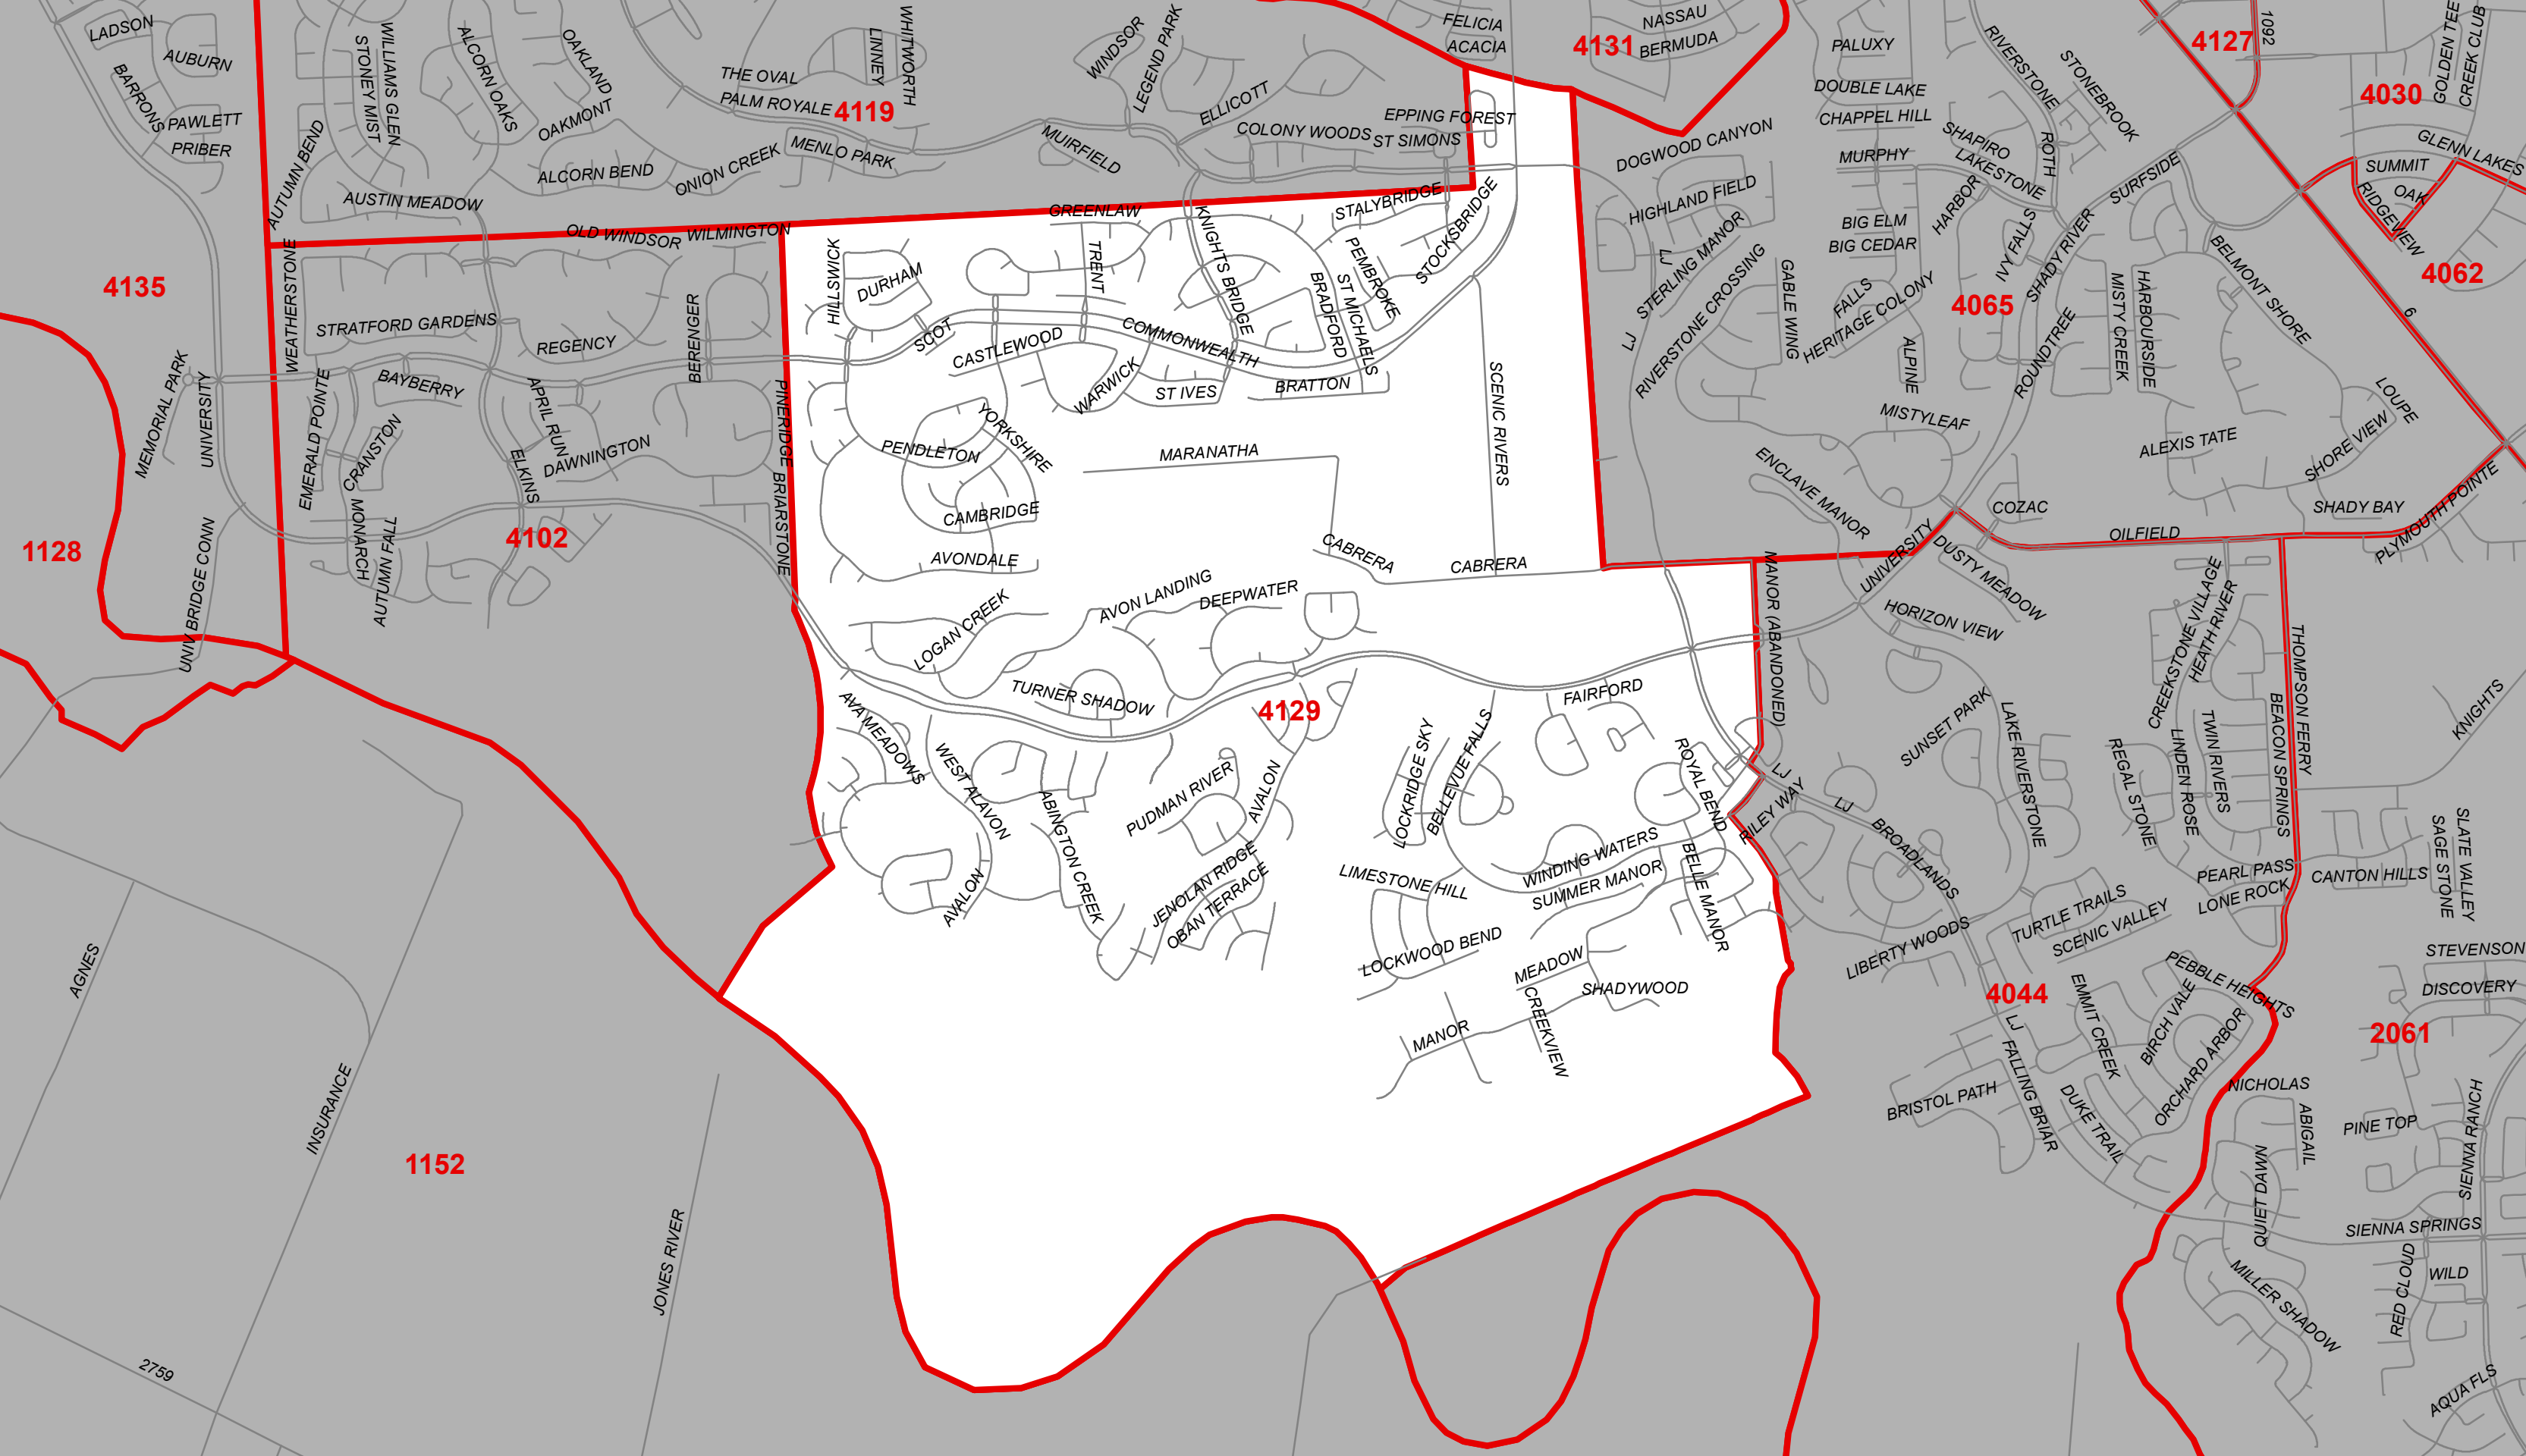 LADSON
AUBURN
BARRONS
PAWLETT
PRIBER
WILLIAMS GLEN
STONEY MIST
ALCORN OAKS
OAKLAND
OAKMONT
ALCORN BEND
AUTUMN BEND
AUSTIN MEADOW
ONION CREEK
MENLO PARK
THE OVAL
PALM ROYALE
4119
LINNEY
WHITWORTH
WINDSOR
LEGEND PARK
ELLICOTT
MUIRFIELD
COLONY WOODS
EPPING FOREST
ST SIMONS
FELICIA
ACACIA
4131
NASSAU
BERMUDA
PALUXY
DOUBLE LAKE
CHAPPEL HILL
MURPHY
RIVERSTONE
STONEBROOK
SHAPIRO
LAKESTONE
ROTH
HARBOR
SURFSIDE
4127
1092
4030
GOLDEN TEE
CREEK CLUB
GLENN LAKES
SUMMIT
OAK
RIDGEVIEW
4062
6
DOGWOOD CANYON
HIGHLAND FIELD
LJ
STERLING MANOR
LJ
RIVERSTONE CROSSING
GABLE WING
BIG ELM
BIG CEDAR
FALLS
HERITAGE COLONY
ALPINE
4065
IVY FALLS
SHADY RIVER
ROUNDTREE
MISTY CREEK
HARBOURSIDE
BELMONT SHORE
LOUPE
SHORE VIEW
ALEXIS TATE
MISTYLEAF
ENCLAVE MANOR
COZAC
SHADY BAY
PLYMOUTH POINTE
OILFIELD
4135
WEATHERSTONE
OLD WINDSOR
WILMINGTON
STRATFORD GARDENS
REGENCY
BERENGER
BAYBERRY
EMERALD POINTE
CRANSTON
APRIL RUN
DAWNINGTON
ELKINS
MONARCH
AUTUMN FALL
4102
PINERIDGE
BRIARSTONE
MEMORIAL PARK
UNIVERSITY
UNIV BRIDGE CONN
1128
GREENLAW
HILLSWICK
DURHAM
TRENT
KNIGHTS BRIDGE
STALYBRIDGE
STOCKSBRIDGE
PEMBROKE
BRADFORD
ST MICHAELS
SCOT
CASTLEWOOD
COMMONWEALTH
WARWICK
ST IVES
BRATTON
SCENIC RIVERS
YORKSHIRE
PENDLETON
CAMBRIDGE
AVONDALE
MARANATHA
CABRERA
CABRERA
LOGAN CREEK
AVON LANDING
DEEPWATER
TURNER SHADOW
4129
FAIRFORD
AVA MEADOWS
WEST ALAVON
ABINGTON CREEK
PUDMAN RIVER
AVALON
AVALON
JENOLAN RIDGE
OBAN TERRACE
LOCKRIDGE SKY
BELLEVUE FALLS
ROYAL BEND
WINDING WATERS
SUMMER MANOR
BELLE MANOR
LIMESTONE HILL
LOCKWOOD BEND
MEADOW
SHADYWOOD
CREEKVIEW
MANOR
MANOR (ABANDONED)
UNIVERSITY
DUSTY MEADOW
HORIZON VIEW
SUNSET PARK
LAKE RIVERSTONE
CREEKSTONE VILLAGE
HEATH RIVER
THOMPSON FERRY
BEACON SPRINGS
TWIN RIVERS
LINDEN ROSE
REGAL STONE
KNIGHTS
LJ
RILEY WAY
LJ
BROADLANDS
PEARL PASS
LONE ROCK
CANTON HILLS
SAGE STONE
SLATE VALLEY
TURTLE TRAILS
SCENIC VALLEY
LIBERTY WOODS
STEVENSON
DISCOVERY
4044
LJ
PEBBLE HEIGHTS
EMMIT CREEK
BIRCH VALE
ORCHARD ARBOR
2061
FALLING BRIAR
DUKE TRAIL
BRISTOL PATH
NICHOLAS
ABIGAIL
PINE TOP
SIENNA RANCH
QUIET DAWN
SIENNA SPRINGS
MILLER SHADOW
RED CLOUD
WILD
AQUA FLS
AGNES
INSURANCE
1152
JONES RIVER
2759